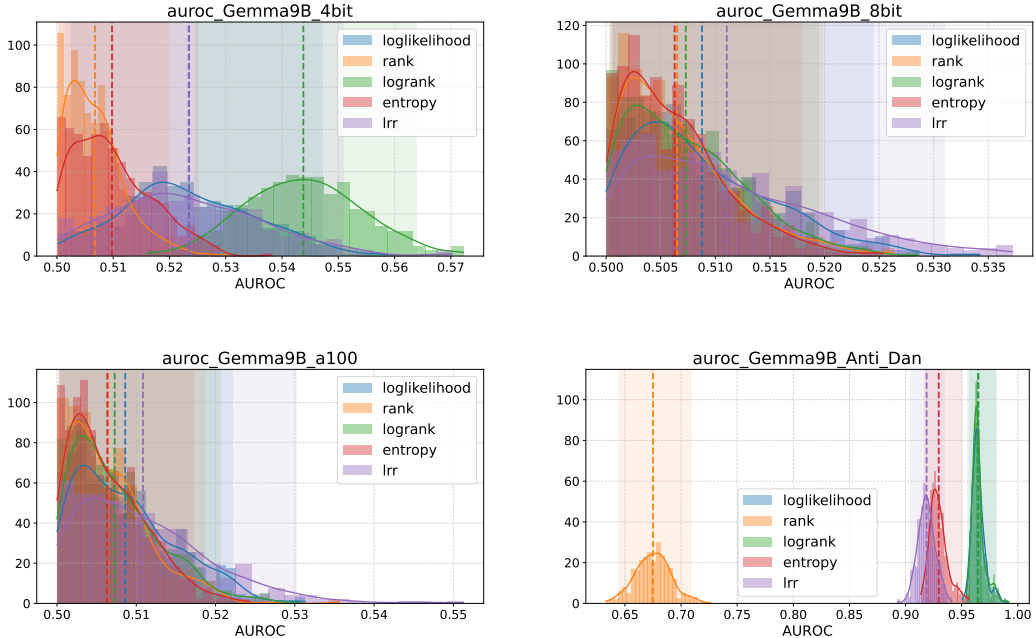 auroc_Gemma9B_4bit
100
80
60
40
20
0
0.50 0.51 0.52 0.53 0.54 0.55 0.56 0.57
AUROC
loglikelihood
rank
logrank
entropy
lrr
auroc_Gemma9B_8bit
120
100
80
60
40
20
0
0.500 0.505 0.510 0.515 0.520 0.525 0.530 0.535
AUROC
loglikelihood
rank
logrank
entropy
lrr
auroc_Gemma9B_a100
100
80
60
40
20
0
0.50 0.51 0.52 0.53 0.54 0.55
AUROC
loglikelihood
rank
logrank
entropy
lrr
auroc_Gemma9B_Anti_Dan
100
80
60
40
20
0
0.65 0.70 0.75 0.80 0.85 0.90 0.95 1.00
AUROC
loglikelihood
rank
logrank
entropy
lrr